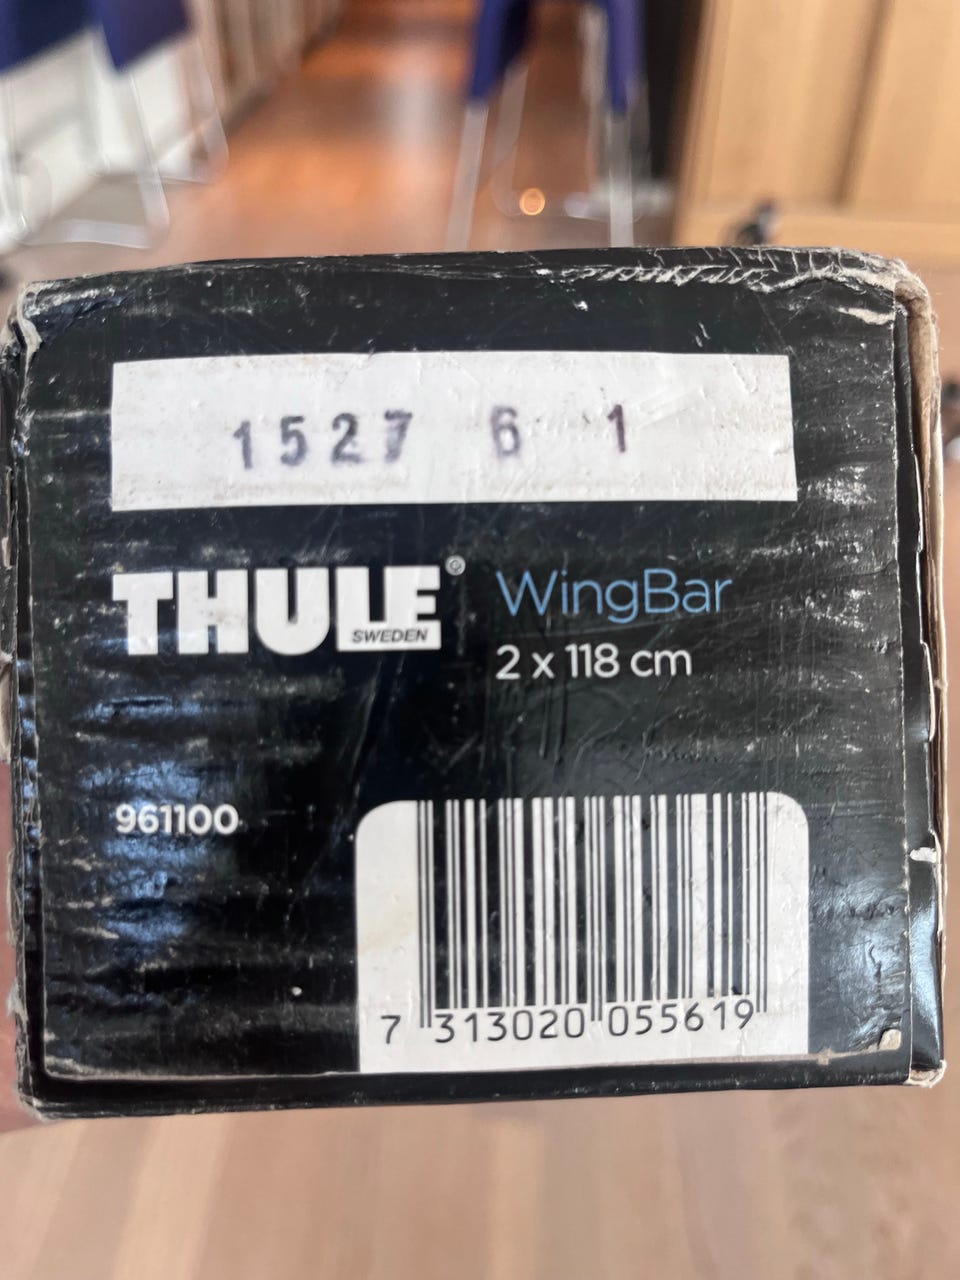 1527 6 1
THULE®
SWEDEN
WingBar
2 x 118 cm
961100
7 313020 055619